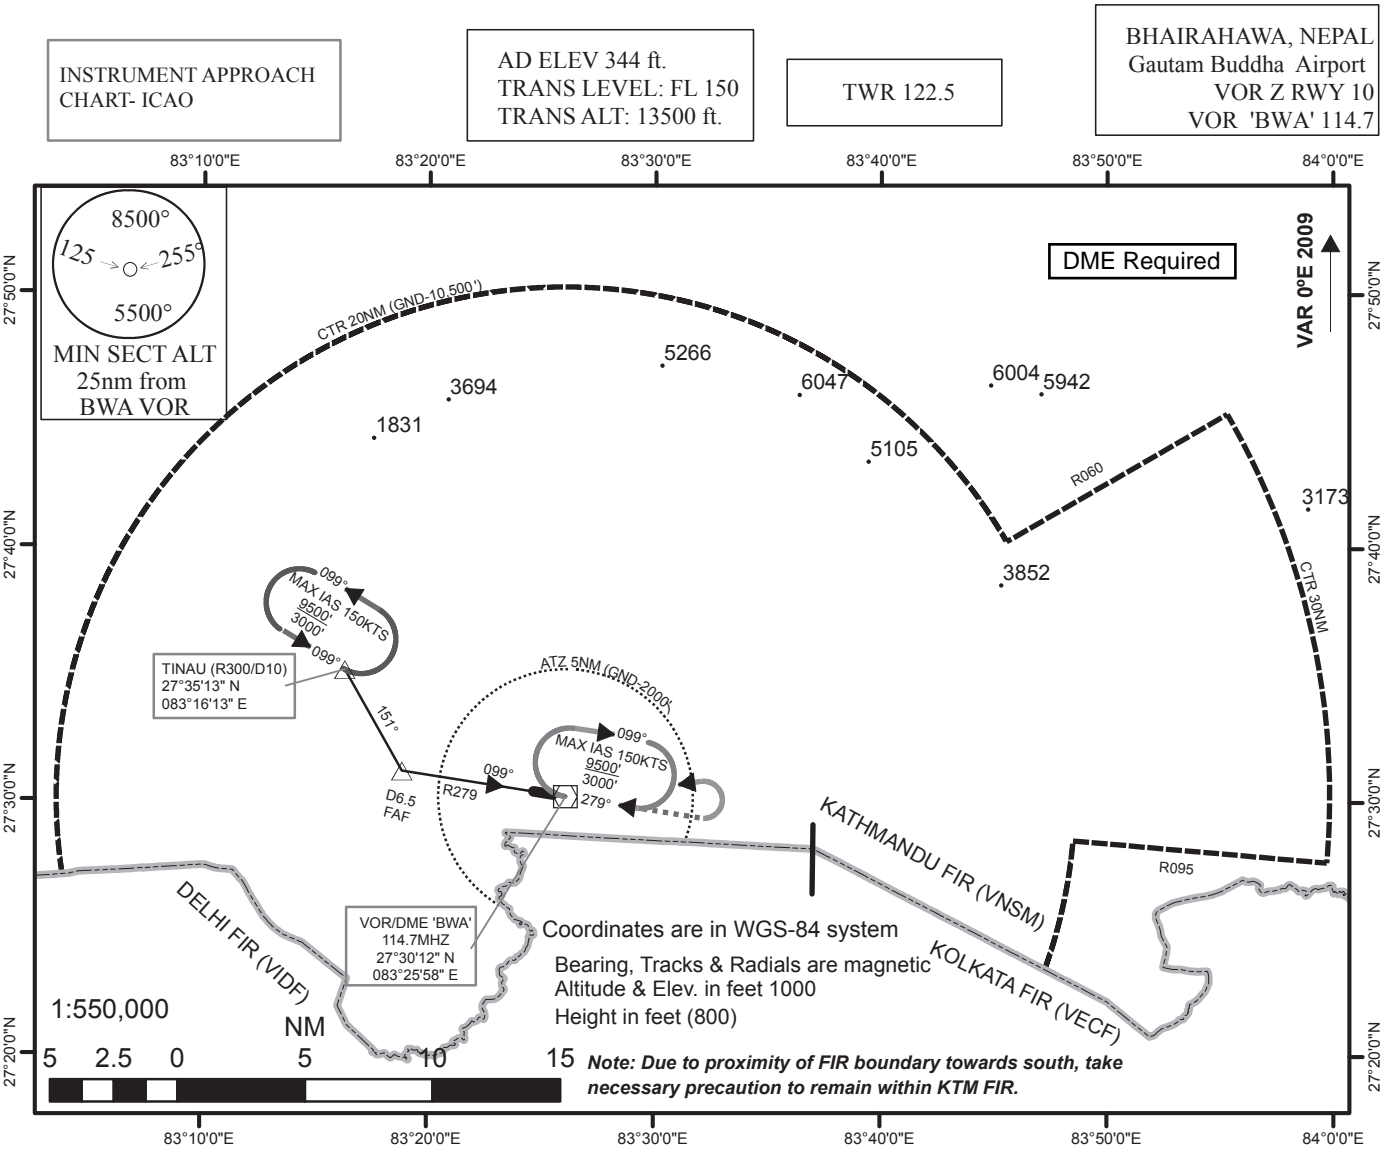 INSTRUMENT APPROACH
CHART- ICAO
AD ELEV 344 ft.
TRANS LEVEL: FL 150
TRANS ALT: 13500 ft.
TWR 122.5
BHAIRAHAWA, NEPAL
Gautam Buddha Airport
VOR Z RWY 10
VOR 'BWA' 114.7
83°10'0"E
83°20'0"E
83°30'0"E
83°40'0"E
83°50'0"E
84°0'0"E
8500°
125
255°
5500°
MIN SECT ALT
25nm from
BWA VOR
DME Required
VAR 0°E 2009
27°50'0"N
27°50'0"N
CTR 20NM (GND-10,500')
5266
6047
6004
5942
3694
1831
5105
R060
3173
27°40'0"N
27°40'0"N
3852
CTR 30NM
099°
MAX IAS 150KTS
9500'
3000'
099°
TINAU (R300/D10)
27°35'13" N
083°16'13" E
151°
ATZ 5NM (GND-2000')
099°
MAX IAS 150KTS
9500'
3000'
279°
099°
R279
D6.5
FAF
27°30'0"N
27°30'0"N
KATHMANDU FIR (VNSM)
R095
DELHI FIR (VIDF)
KOLKATA FIR (VECF)
VOR/DME 'BWA'
114.7MHZ
27°30'12" N
083°25'58" E
Coordinates are in WGS-84 system
Bearing, Tracks & Radials are magnetic
Altitude & Elev. in feet 1000
Height in feet (800)
1:550,000
NM
5 2.5 0 5 10 15
Note: Due to proximity of FIR boundary towards south, take
necessary precaution to remain within KTM FIR.
27°20'0"N
27°20'0"N
83°10'0"E
83°20'0"E
83°30'0"E
83°40'0"E
83°50'0"E
84°0'0"E